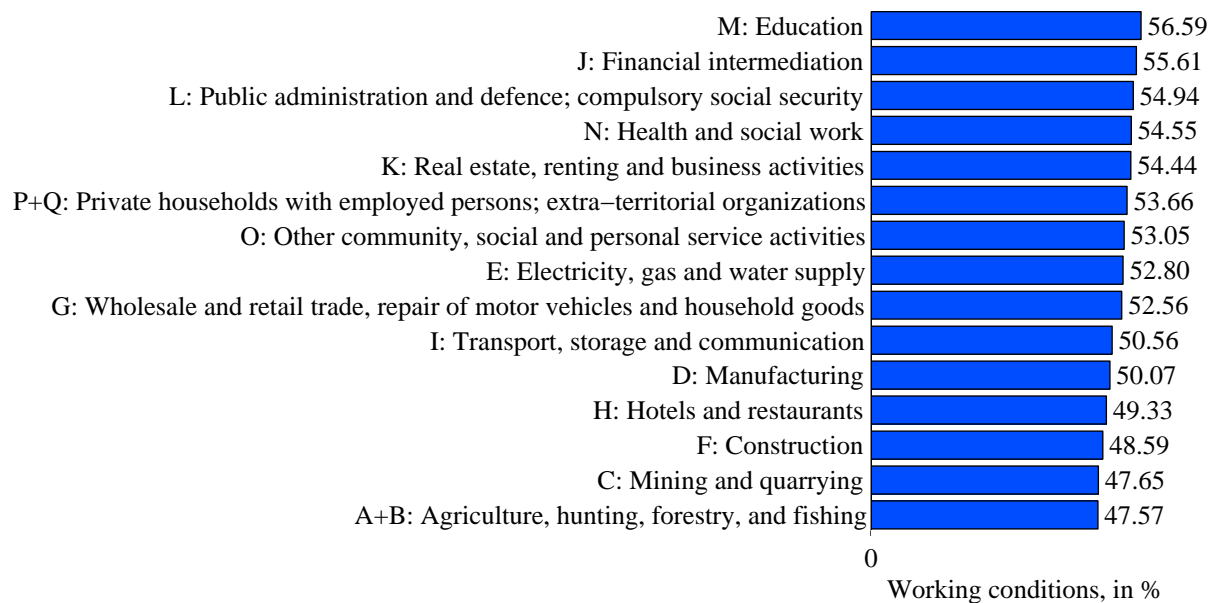 M: Education 56.59
J: Financial intermediation 55.61
L: Public administration and defence; compulsory social security 54.94
N: Health and social work 54.55
K: Real estate, renting and business activities 54.44
P+Q: Private households with employed persons; extra−territorial organizations 53.66
O: Other community, social and personal service activities 53.05
E: Electricity, gas and water supply 52.80
G: Wholesale and retail trade, repair of motor vehicles and household goods 52.56
I: Transport, storage and communication 50.56
D: Manufacturing 50.07
H: Hotels and restaurants 49.33
F: Construction 48.59
C: Mining and quarrying 47.65
A+B: Agriculture, hunting, forestry, and fishing 47.57
0
Working conditions, in %